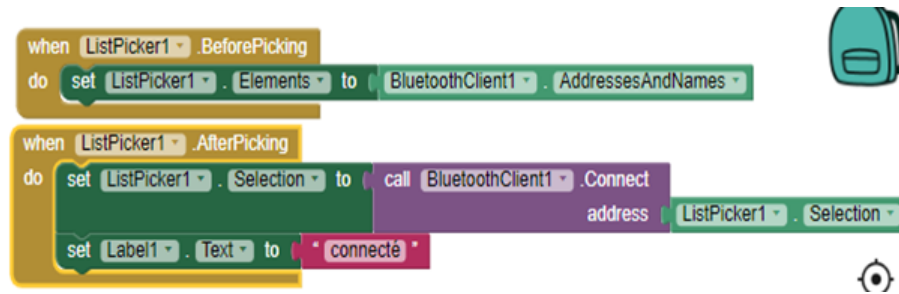 when ListPicker1 .BeforePicking
do set ListPicker1 . Elements to BluetoothClient1 . AddressesAndNames
when ListPicker1 .AfterPicking
do set ListPicker1 . Selection to call BluetoothClient1 .Connect
address ListPicker1 . Selection
set Label1 . Text to " connecté "